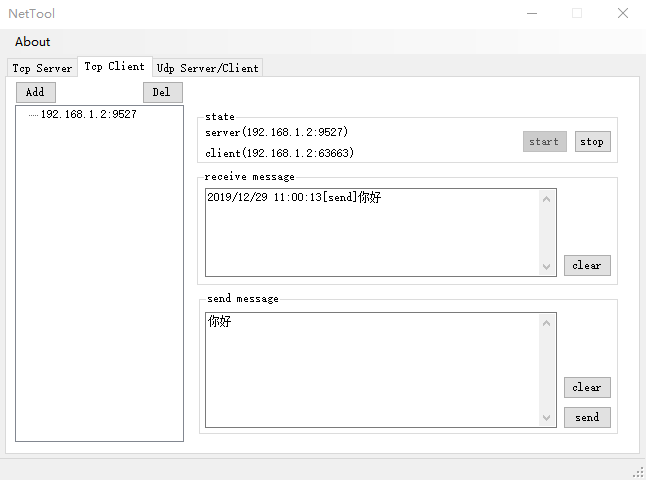 NetTool
About
Tcp Server
Tcp Client
Udp Server/Client
Add
Del
192.168.1.2:9527
state
server(192.168.1.2:9527)
client(192.168.1.2:63663)
start
stop
receive message
2019/12/29 11:00:13[send]你好
clear
send message
你好
clear
send